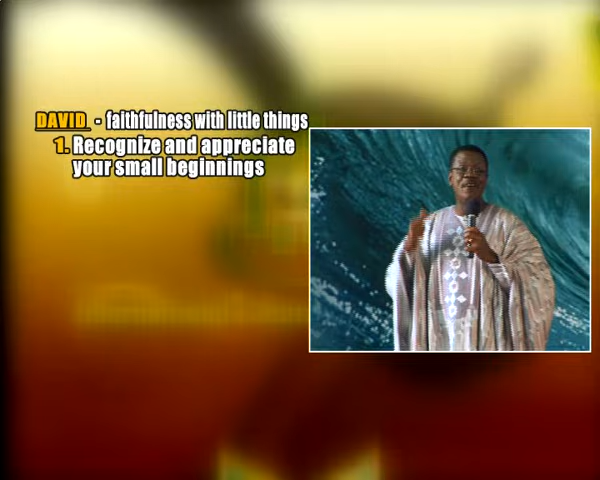 DAVID - faithfulness with little things
1. Recognize and appreciate
your small beginnings